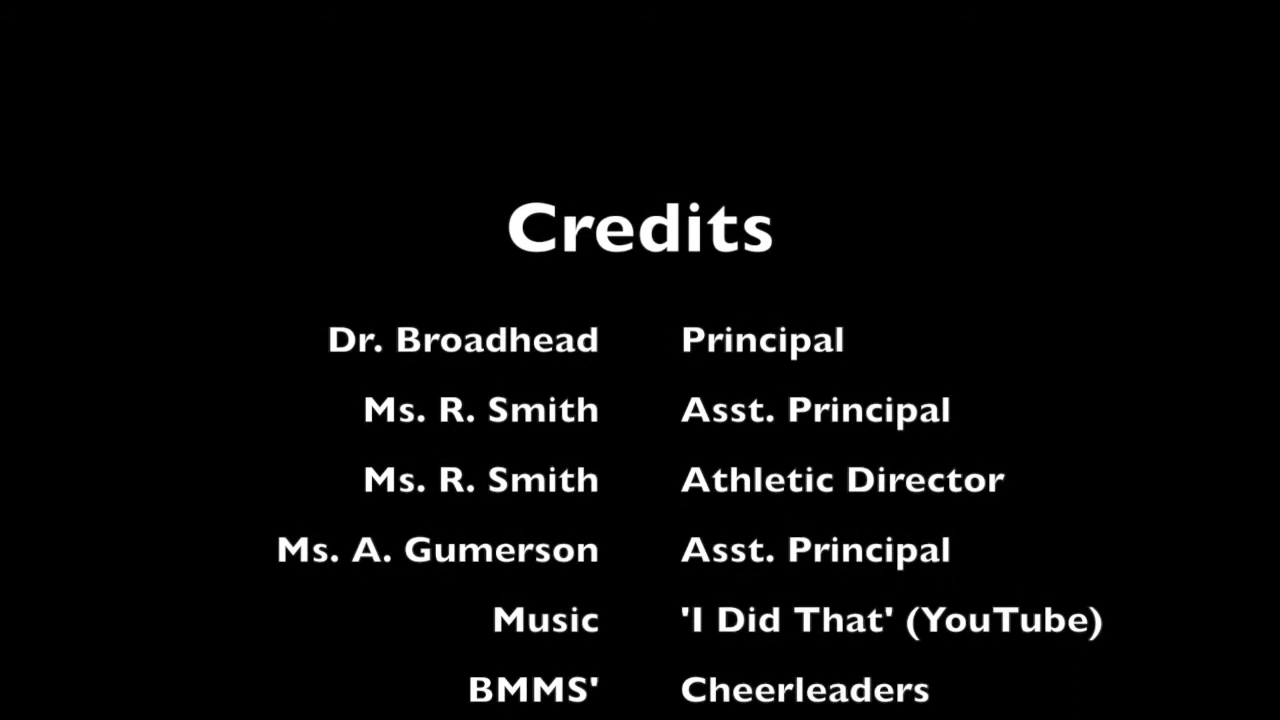 Credits
Dr. Broadhead Principal
Ms. R. Smith Asst. Principal
Ms. R. Smith Athletic Director
Ms. A. Gumerson Asst. Principal
Music 'I Did That' (YouTube)
BMMS' Cheerleaders